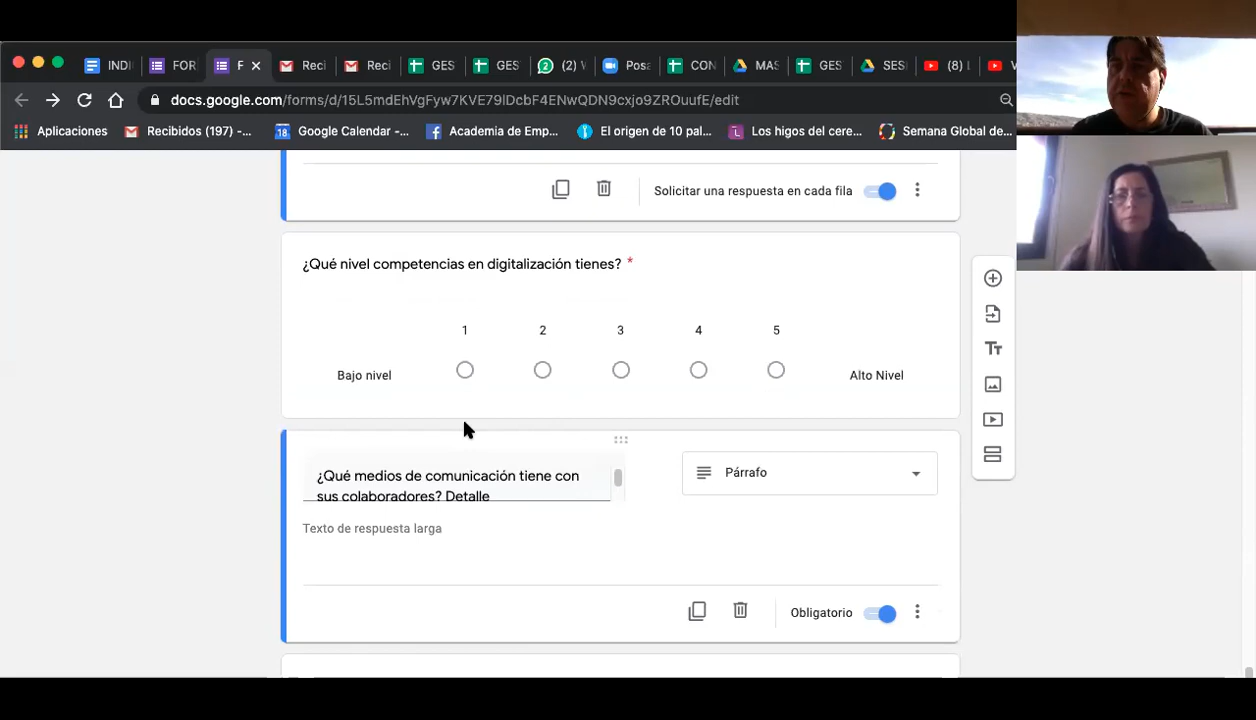 INDI
FOR
F
Reci
Reci
GES
GES
(2)
Posa
CON
MAS
GES
SES
(8)
docs.google.com/forms/d/15L5mdEhVgFyw7KVE79lDcbF4ENwQDN9cxjo9ZROuufE/edit
Aplicaciones
Recibidos (197) -...
Google Calendar -...
Academia de Emp...
El origen de 10 pal...
Los higos del cere...
Semana Global de...
Solicitar una respuesta en cada fila
¿Qué nivel competencias en digitalización tienes? *
1 2 3 4 5
Bajo nivel
Alto Nivel
¿Qué medios de comunicación tiene con
sus colaboradores? Detalle
Párrafo
Texto de respuesta larga
Obligatorio